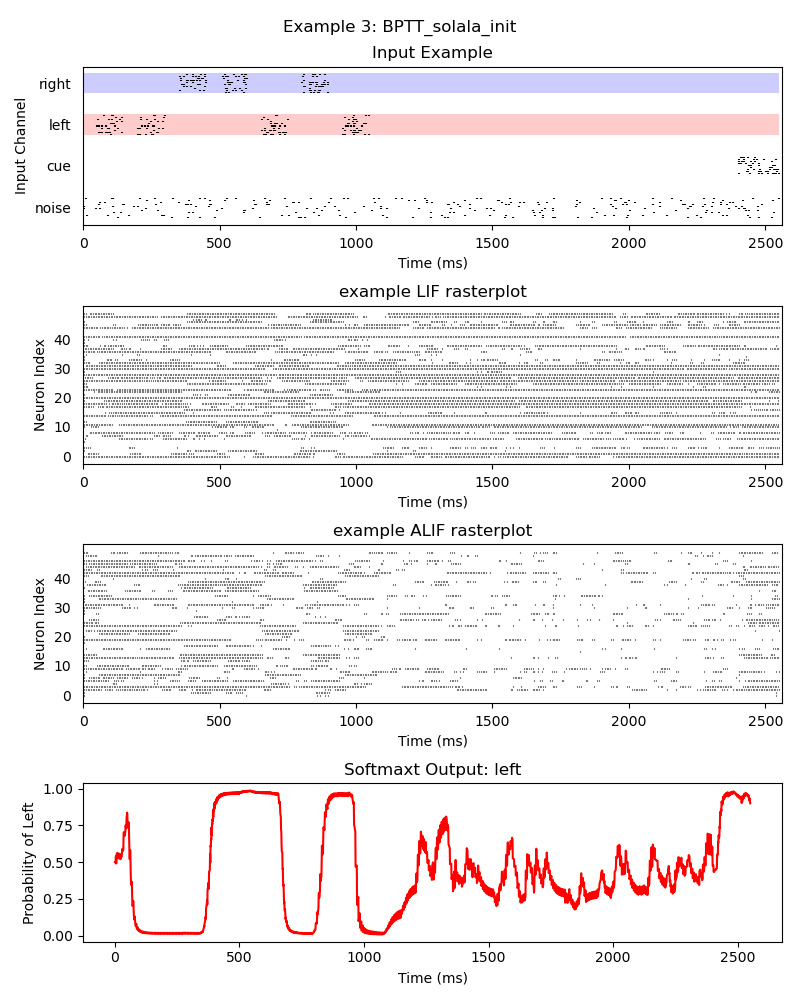 Example 3: BPTT_solala_init
Input Example
Input Channel
right
left
cue
noise
0 500 1000 1500 2000 2500
Time (ms)
example LIF rasterplot
Neuron Index
40
30
20
10
0
0 500 1000 1500 2000 2500
Time (ms)
example ALIF rasterplot
Neuron Index
40
30
20
10
0
0 500 1000 1500 2000 2500
Time (ms)
Softmaxt Output: left
Probability of Left
1.00
0.75
0.50
0.25
0.00
0 500 1000 1500 2000 2500
Time (ms)